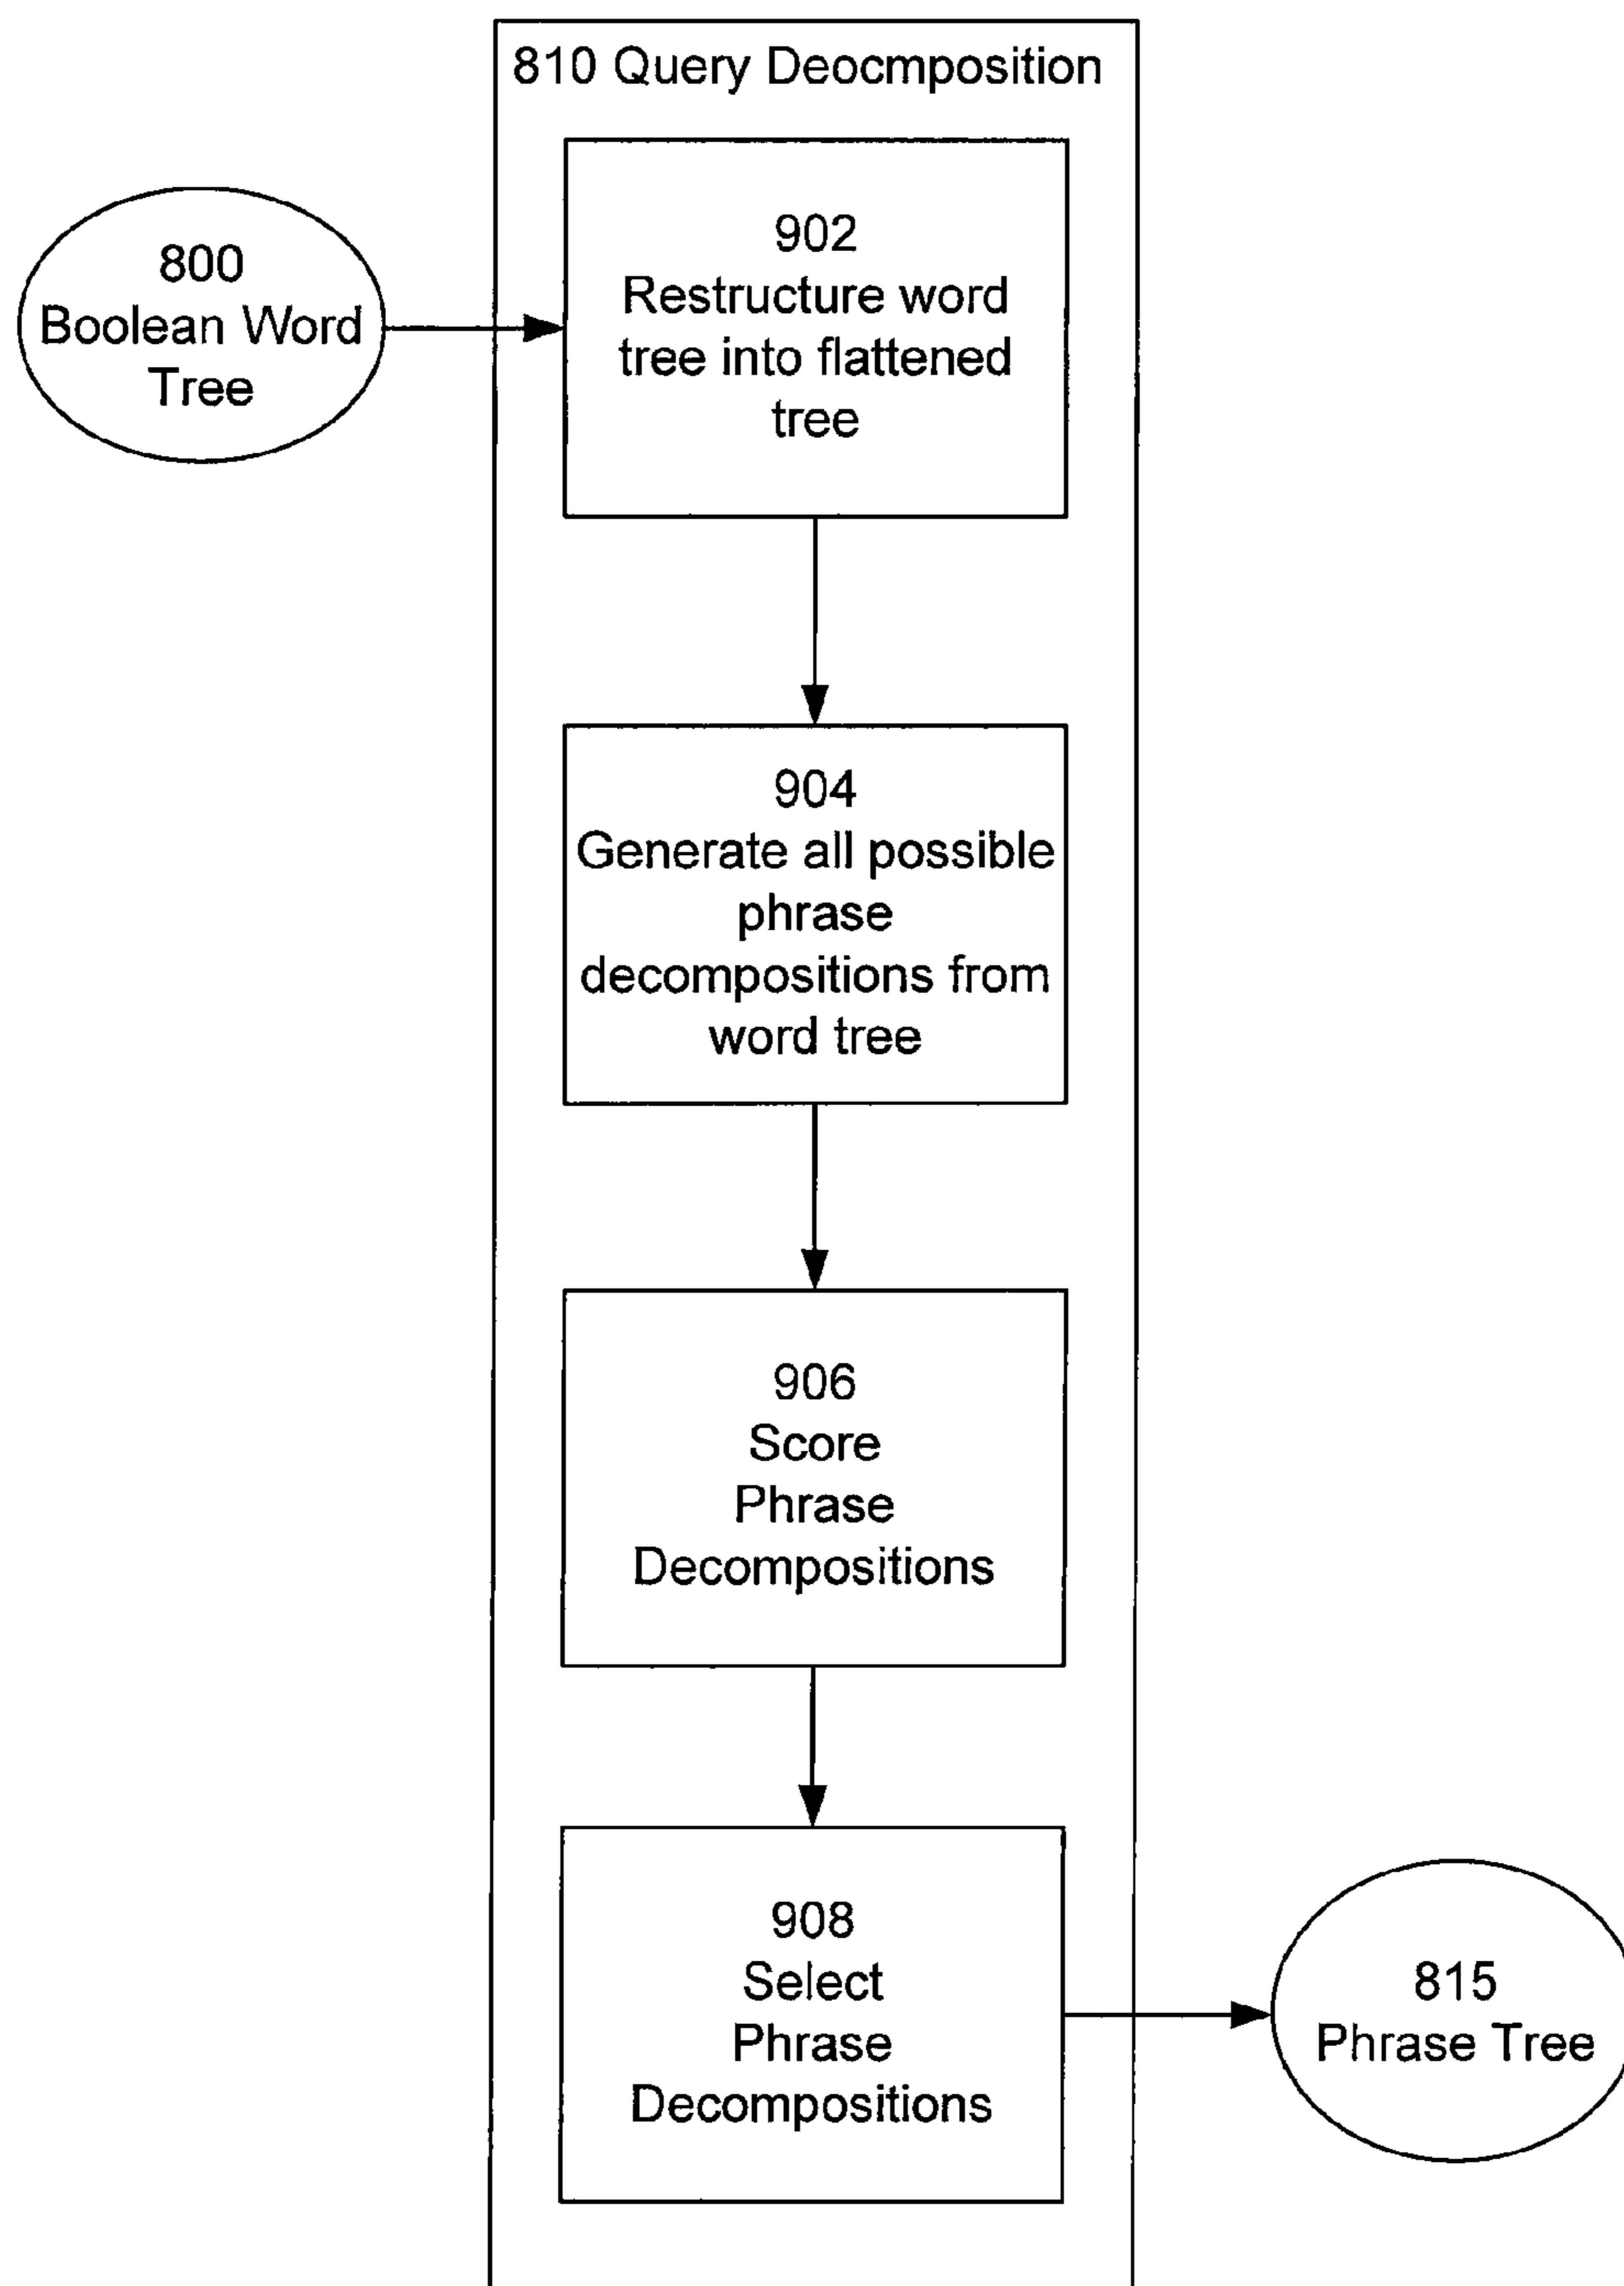 810 Query Deocmposition
800
Boolean Word
Tree
902
Restructure word
tree into flattened
tree
904
Generate all possible
phrase
decompositions from
word tree
906
Score
Phrase
Decompositions
908
Select
Phrase
Decompositions
815
Phrase Tree